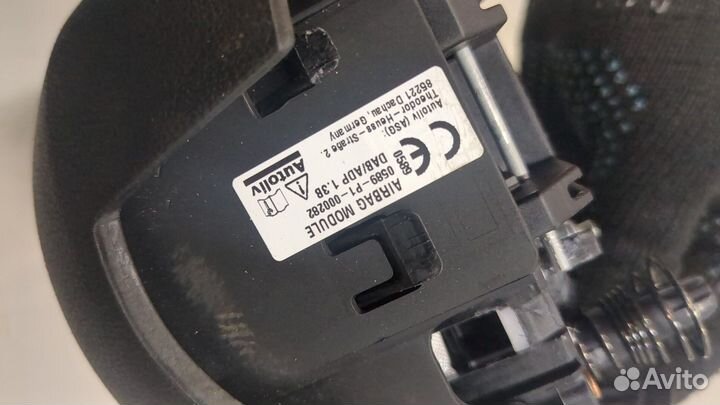 AIRBAG MODULE
0589-P1-000282
DAB/ADP 1.3B
CE 0589
Autoliv
Autoliv (ASQ):
Theodor-Heuss-Straße 2,
85221 Dachau, Germany
Avito